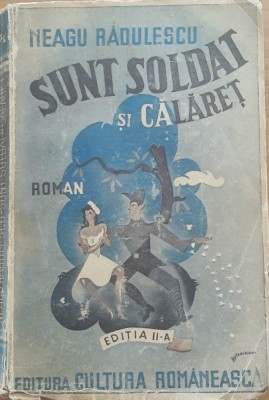 NEAGU RĂDULESCU
SUNT SOLDAT
ȘI CĂLĂREȚ
ROMAN
EDIȚIA II-A
EDITURA CULTURA ROMÂNEASCĂ